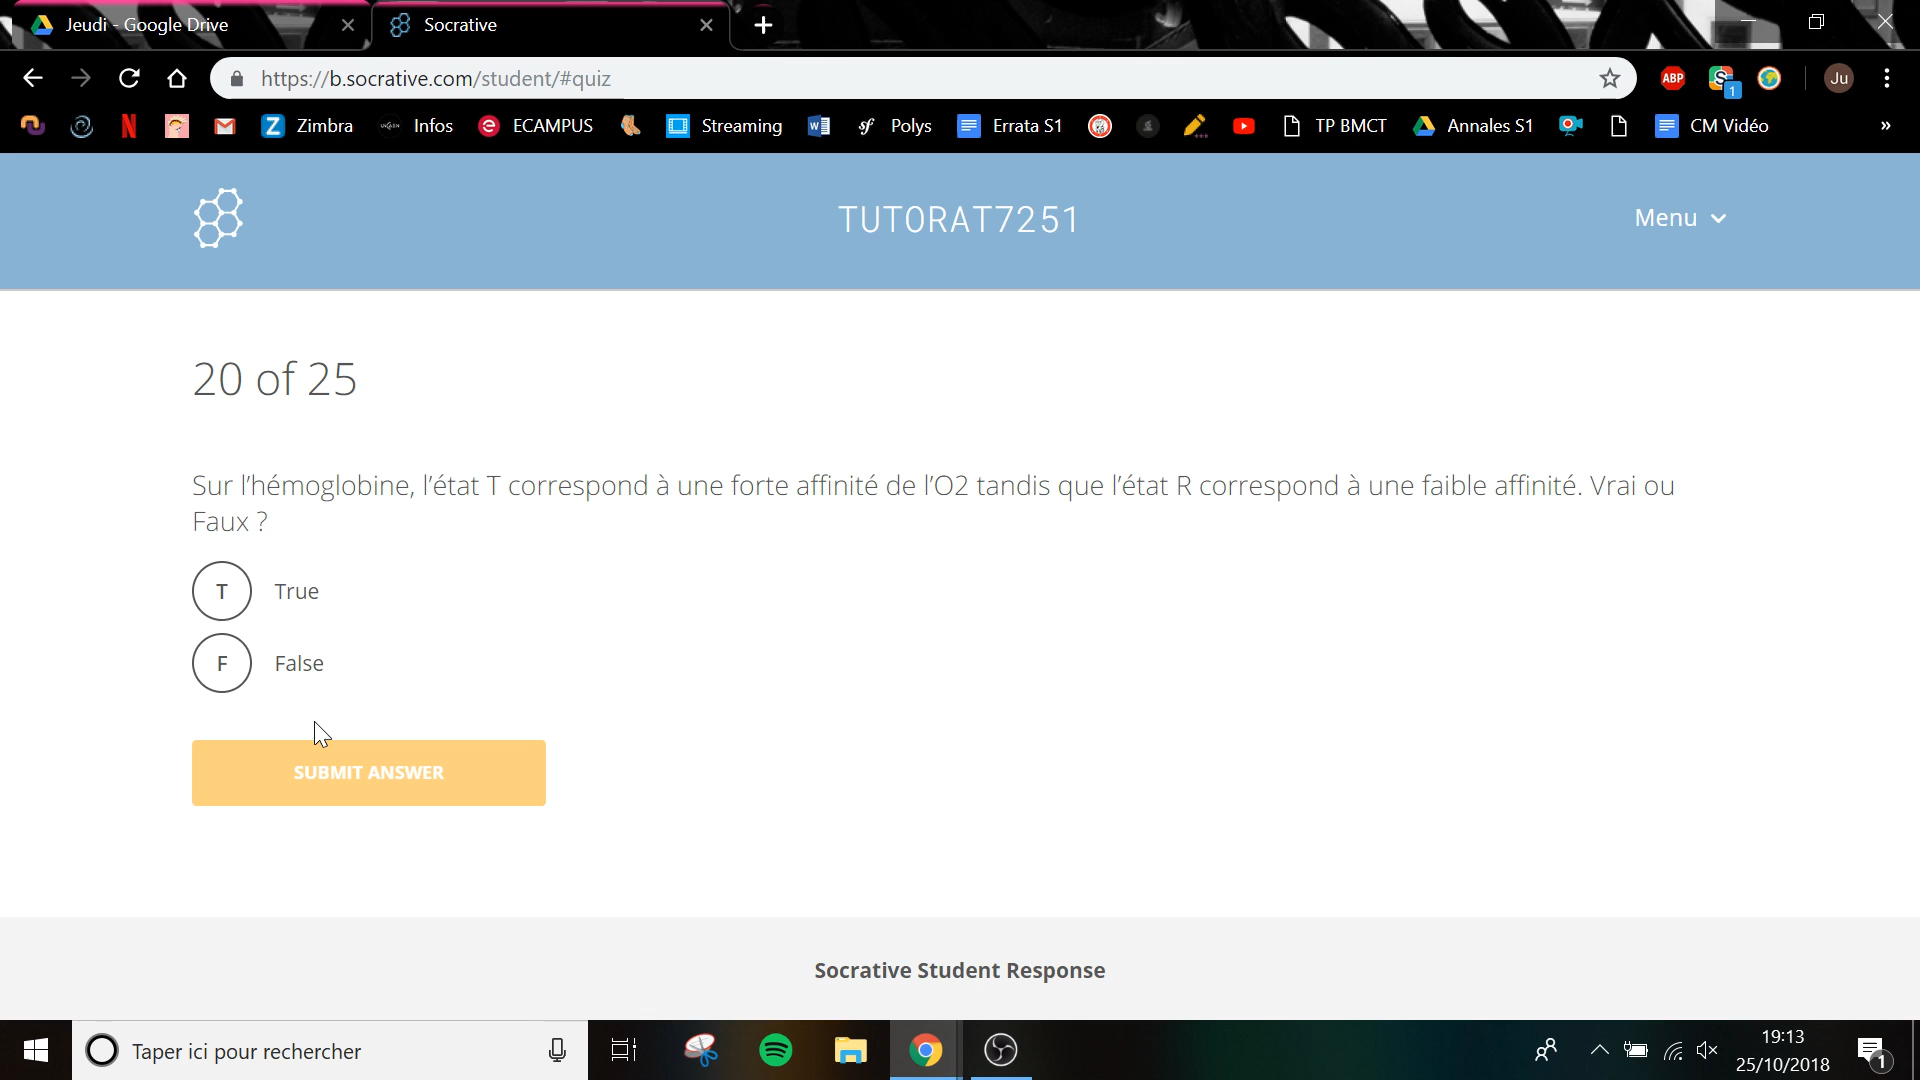 Jeudi - Google Drive
Socrative
https://b.socrative.com/student/#quiz
ABP
S
1
Ju
Z Zimbra
Infos
ECAMPUS
Streaming
W
sf Polys
Errata S1
TP BMCT
Annales S1
CM Vidéo
»
TUTORAT7251
Menu
20 of 25
Sur l’hémoglobine, l’état T correspond à une forte affinité de l’O2 tandis que l’état R correspond à une faible affinité. Vrai ou
Faux ?
T True
F False
SUBMIT ANSWER
Socrative Student Response
Taper ici pour rechercher
19:13
25/10/2018
1